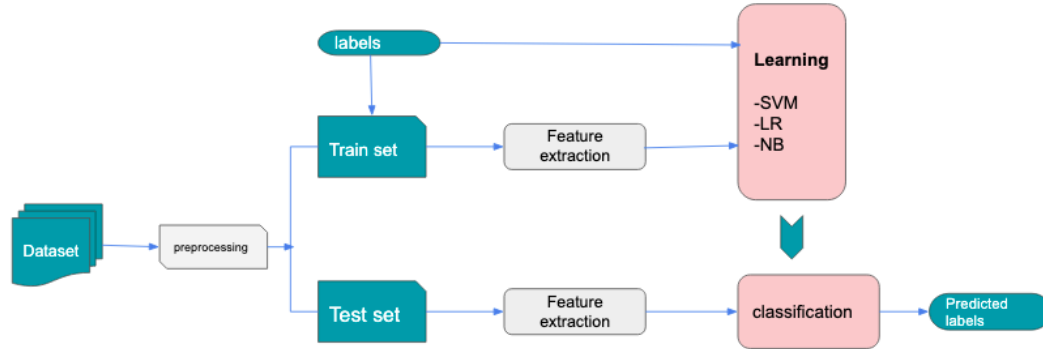 labels
Learning
-SVM
-LR
-NB
Train set
Feature
extraction
Dataset
preprocessing
Test set
Feature
extraction
classification
Predicted
labels